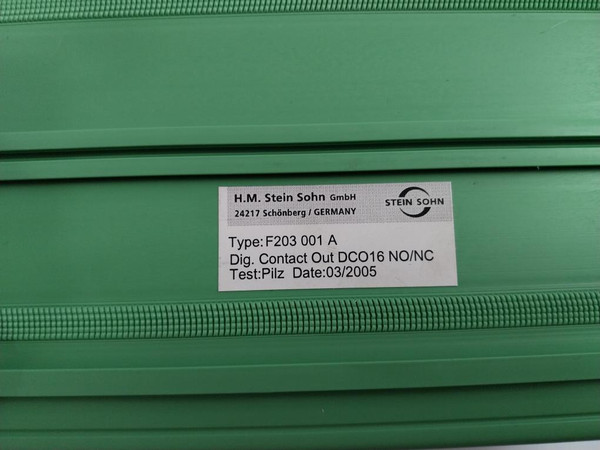 H.M. Stein Sohn GmbH
24217 Schönberg / GERMANY
STEIN SOHN
Type:F203 001 A
Dig. Contact Out DCO16 NO/NC
Test:Pilz Date:03/2005